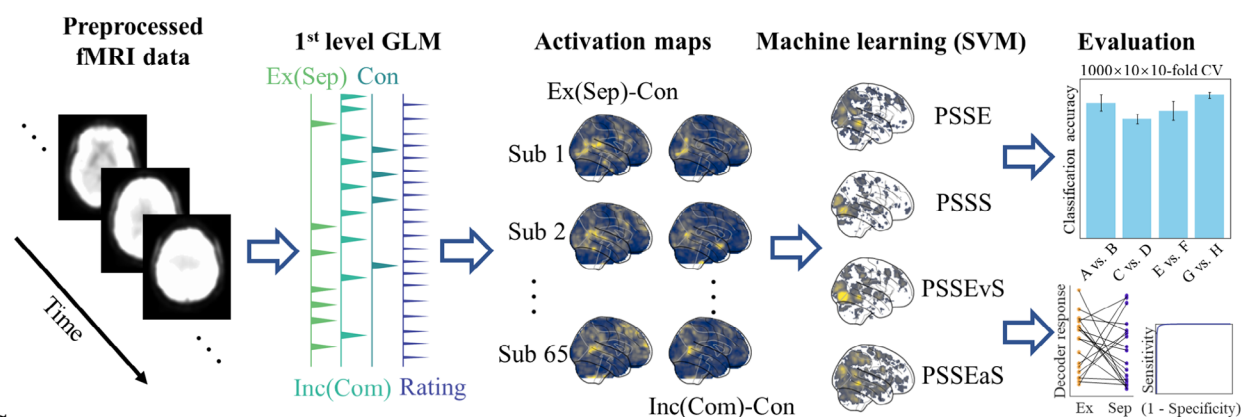 Preprocessed
fMRI data
Time
1st level GLM
Ex(Sep) Con
Inc(Com) Rating
Activation maps
Ex(Sep)-Con
Sub 1
Sub 2
Sub 65
Inc(Com)-Con
Machine learning (SVM)
PSSE
PSSS
PSSEvS
PSSEaS
Evaluation
1000×10×10-fold CV
Classification accuracy
A vs. B
C vs. D
E vs. F
G vs. H
Decoder response
Ex Sep
Sensitivity
(1 - Specificity)